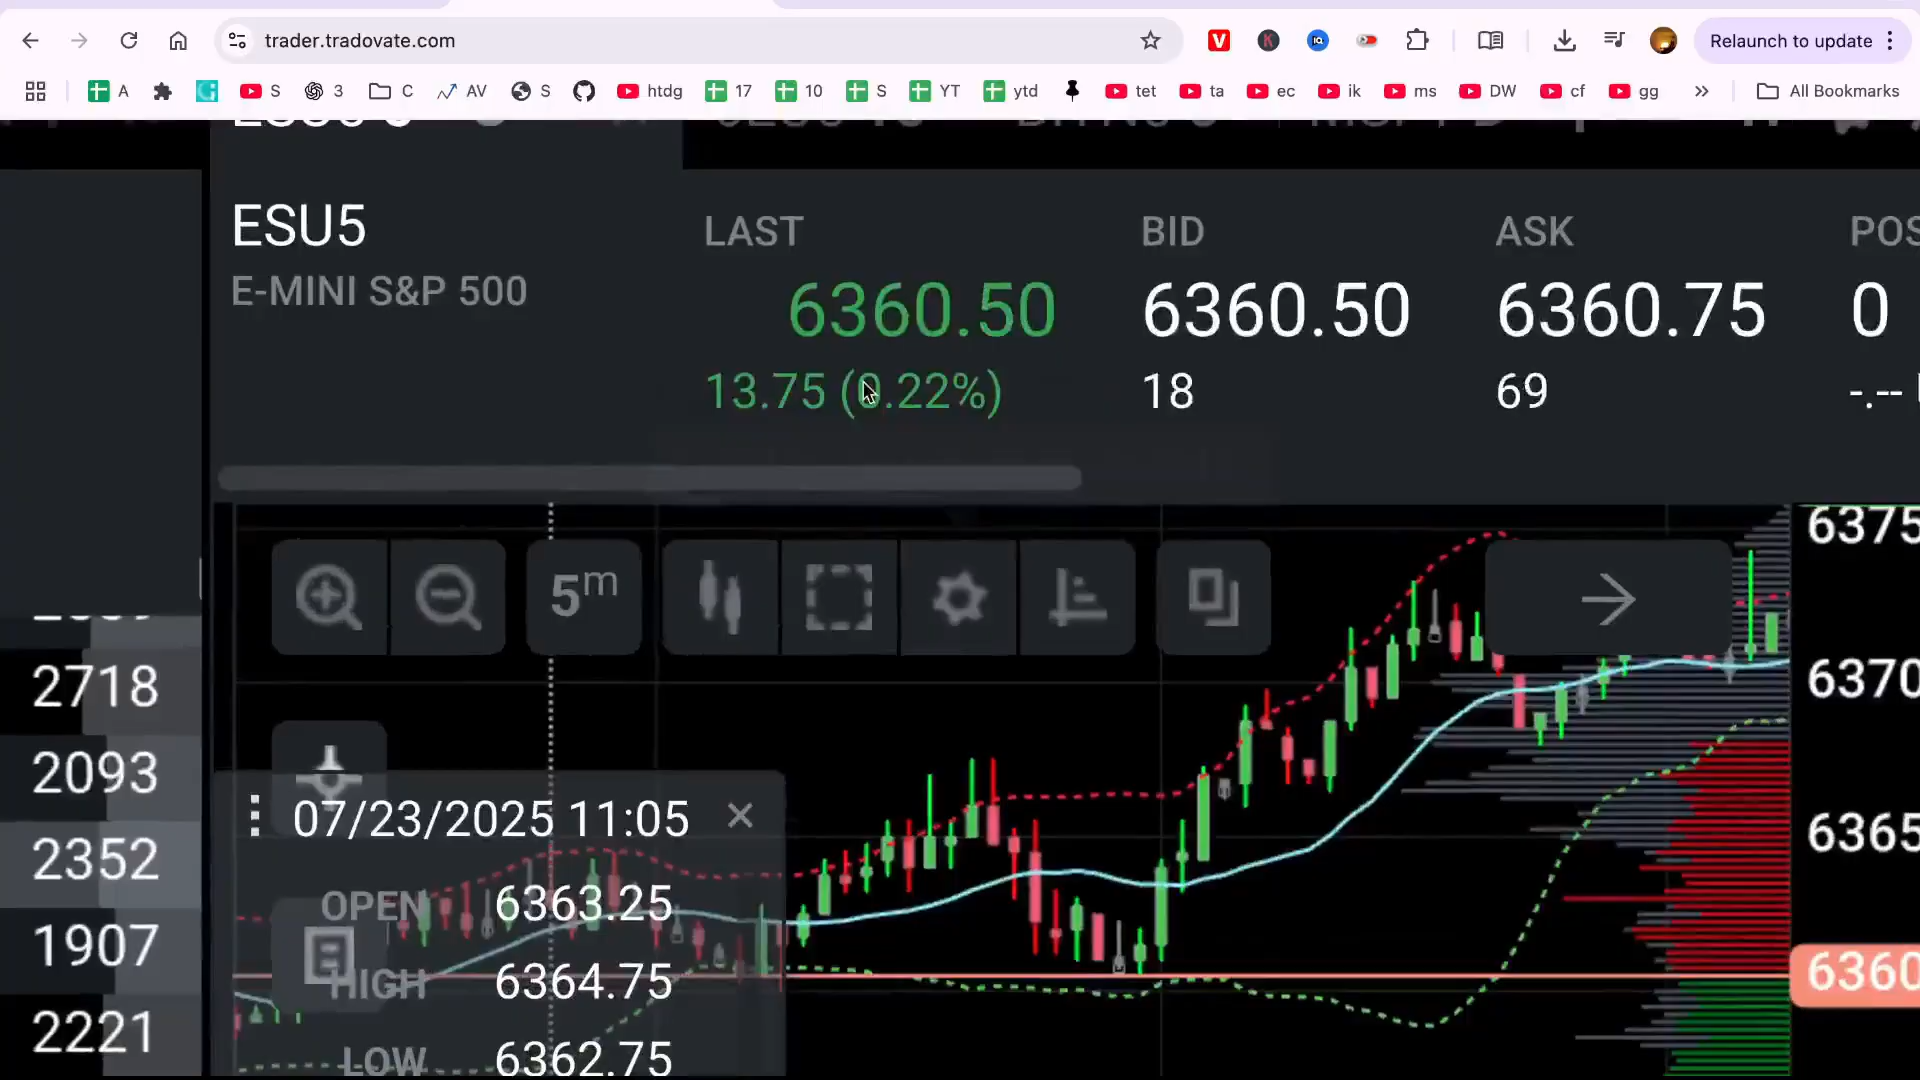 trader.tradovate.com
Relaunch to update
A
S
3
C
AV
S
htdg
17
10
S
YT
ytd
tet
ta
ec
ik
ms
DW
cf
gg
All Bookmarks
ESU5 LAST BID ASK POS
E-MINI S&P 500
6360.50 6360.50 6360.75 0
13.75 (0.22%) 18 69 -.--
6375
5m
6370
2718
2093
07/23/2025 11:05
6365
2352
OPEN 6363.25
1907
HIGH 6364.75
6360
2221
LOW 6362.75